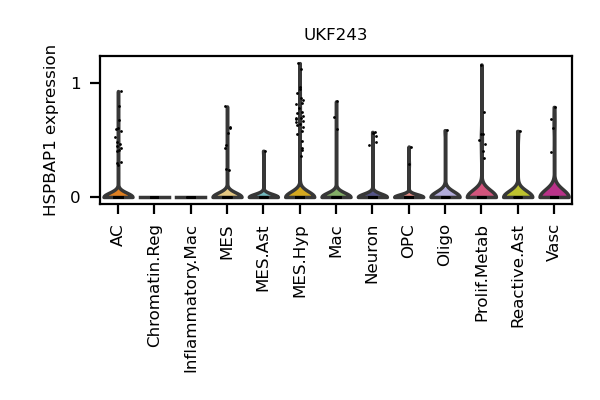 UKF243
HSPBAP1 expression
1
0
AC
Chromatin.Reg
Inflammatory.Mac
MES
MES.Ast
MES.Hyp
Mac
Neuron
OPC
Oligo
Prolif.Metab
Reactive.Ast
Vasc